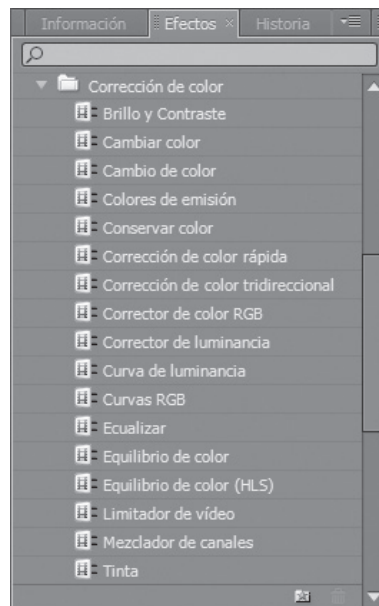 Información Efectos × Historia
Corrección de color
Brillo y Contraste
Cambiar color
Cambio de color
Colores de emisión
Conservar color
Corrección de color rápida
Corrección de color tridireccional
Corrector de color RGB
Corrector de luminancia
Curva de luminancia
Curvas RGB
Ecualizar
Equilibrio de color
Equilibrio de color (HLS)
Limitador de vídeo
Mezclador de canales
Tinta